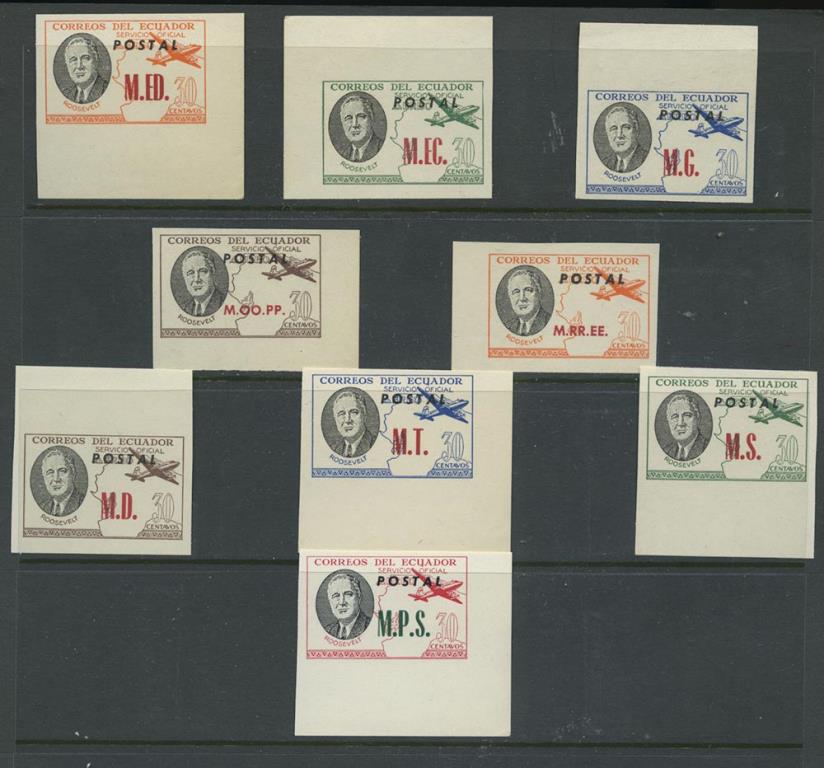 CORREOS DEL ECUADOR
SERVICIO OFICIAL
POSTAL
M.ED.
30
ROOSEVELT
CENTAVOS
CORREOS DEL ECUADOR
POSTAL
M.EC.
30
ROOSEVELT
CENTAVOS
CORREOS DEL ECUADOR
SERVICIO OFICIAL
POSTAL
M.G.
30
ROOSEVELT
CENTAVOS
CORREOS DEL ECUADOR
SERVICIO OFICIAL
POSTAL
M.OO.PP.
30
ROOSEVELT
CENTAVOS
CORREOS DEL ECUADOR
SERVICIO OFICIAL
POSTAL
M.RR.EE.
30
ROOSEVELT
CENTAVOS
CORREOS DEL ECUADOR
SERVICIO OFICIAL
POSTAL
M.D.
30
ROOSEVELT
CENTAVOS
CORREOS DEL ECUADOR
SERVICIO OFICIAL
POSTAL
M.T.
30
ROOSEVELT
CENTAVOS
CORREOS DEL ECUADOR
SERVICIO OFICIAL
POSTAL
M.S.
30
ROOSEVELT
CENTAVOS
CORREOS DEL ECUADOR
SERVICIO OFICIAL
POSTAL
M.P.S.
30
ROOSEVELT
CENTAVOS